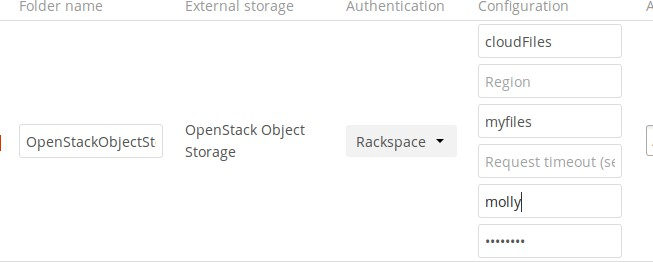 Folder name
External storage
Authentication
Configuration
OpenStackObjectSt
OpenStack Object
Storage
Rackspace
cloudFiles
Region
myfiles
Request timeout (se
molly
••••••••